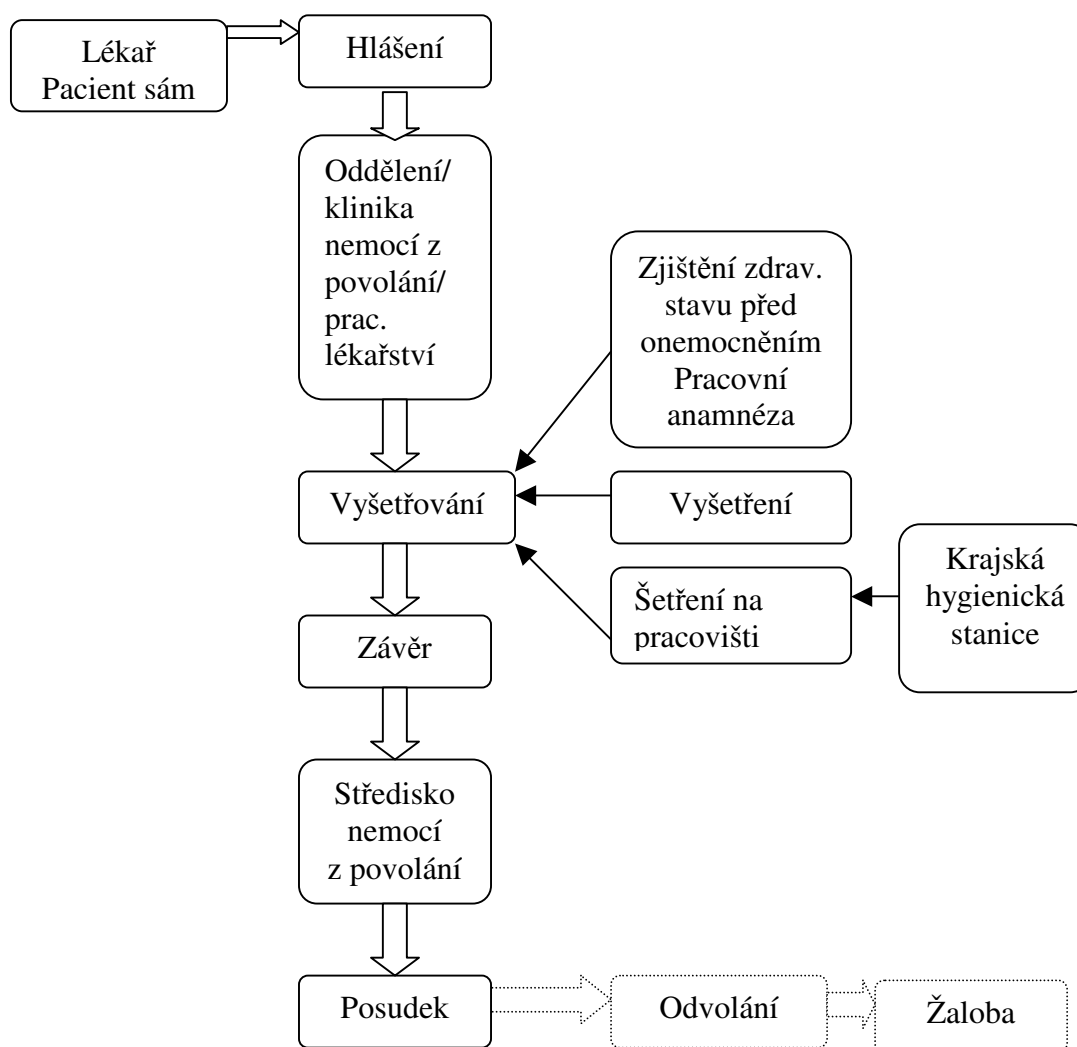 Lékař
Pacient sám
Hlášení
Oddělení/
klinika
nemocí z
povolání/
prac.
lékařství
Zjištění zdrav.
stavu před
onemocněním
Pracovní
anamnéza
Vyšetřování
Vyšetření
Šetření na
pracovišti
Krajská
hygienická
stanice
Závěr
Středisko
nemocí
z povolání
Posudek
Odvolání
Žaloba